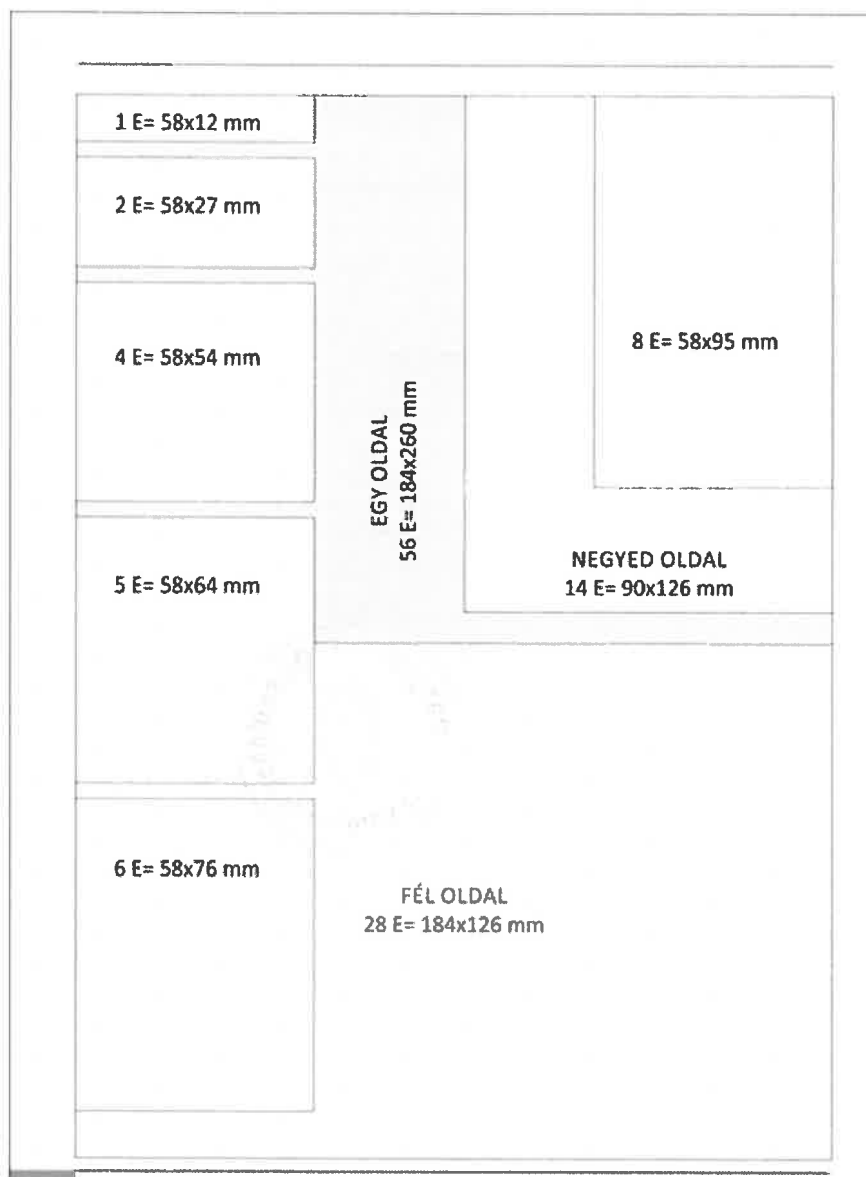 1 E= 58x12 mm
2 E= 58x27 mm
4 E= 58x54 mm
5 E= 58x64 mm
6 E= 58x76 mm
EGY OLDAL
56 E= 184x260 mm
8 E= 58x95 mm
NEGYED OLDAL
14 E= 90x126 mm
FÉL OLDAL
28 E= 184x126 mm